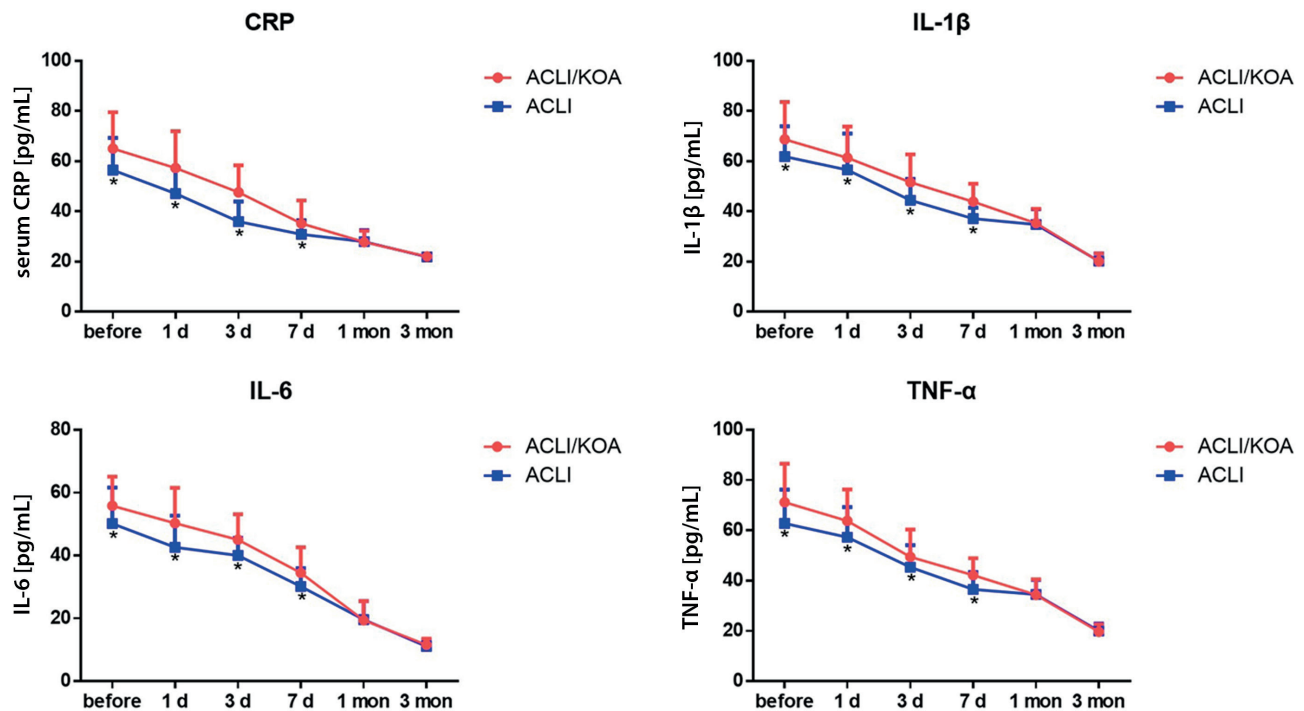 CRP
serum CRP [pg/mL]
100
80
60
40
20
0
before 1 d 3 d 7 d 1 mon 3 mon
* * * *
ACLI/KOA
ACLI
IL-1β
IL-1β [pg/mL]
100
80
60
40
20
0
before 1 d 3 d 7 d 1 mon 3 mon
* * * *
ACLI/KOA
ACLI
IL-6
IL-6 [pg/mL]
80
60
40
20
0
before 1 d 3 d 7 d 1 mon 3 mon
* * * *
ACLI/KOA
ACLI
TNF-α
TNF-α [pg/mL]
100
80
60
40
20
0
before 1 d 3 d 7 d 1 mon 3 mon
* * * *
ACLI/KOA
ACLI